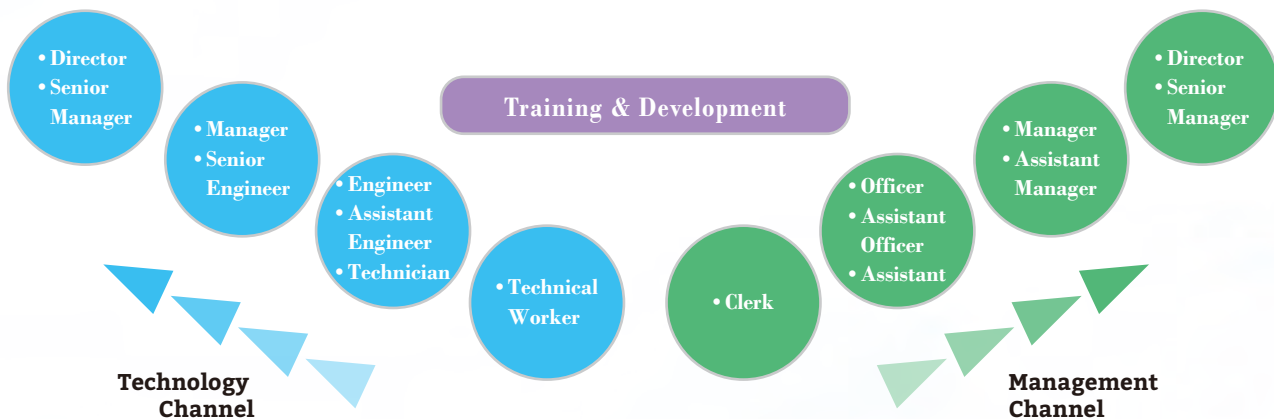 • Director
• Senior
Manager
• Manager
• Senior
Engineer
• Engineer
• Assistant
Engineer
• Technician
• Technical
Worker
Training & Development
• Clerk
• Officer
• Assistant
Officer
• Assistant
• Manager
• Assistant
Manager
• Director
• Senior
Manager
Technology
Channel
Management
Channel